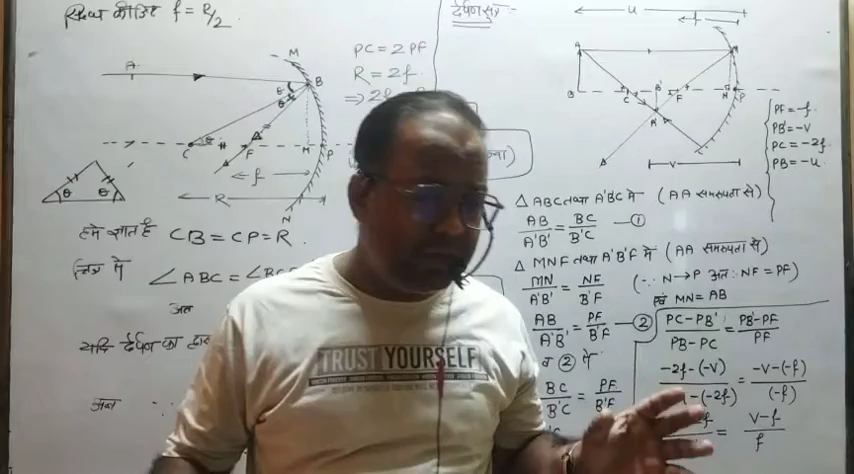 सिद्ध कीजिए f = R/2
M
A
B
θ
C
F
M
P
f
R
N
θ
θ
PC = 2PF
R = 2f
⇒ 2f
हमें ज्ञात है CB = CP = R
चित्र में ∠ABC =
अतः
यदि दर्पण का
अतः
TRUST YOURSELF
दर्पण सूत्र :-
u
f
A
M
B
C
B'
F
N
P
v
PF = -f
PB' = -v
PC = -2f
PB = -u
△ ABC तथा A'B'C में (AA समरूपता से)
AB/A'B' = BC/B'C —①
△ MNF तथा A'B'F में (AA समरूपता से)
MN/A'B' = NF/B'F (∵ N→P अतः NF = PF)
एवं MN = AB
AB/A'B' = PF/B'F —②
② में
BC/B'C = PF/B'F
PC-PB'/PB-PC = PB'-PF/PF
-2f-(-v)/-(-2f) = -v-(-f)/(-f)
= v-f/f